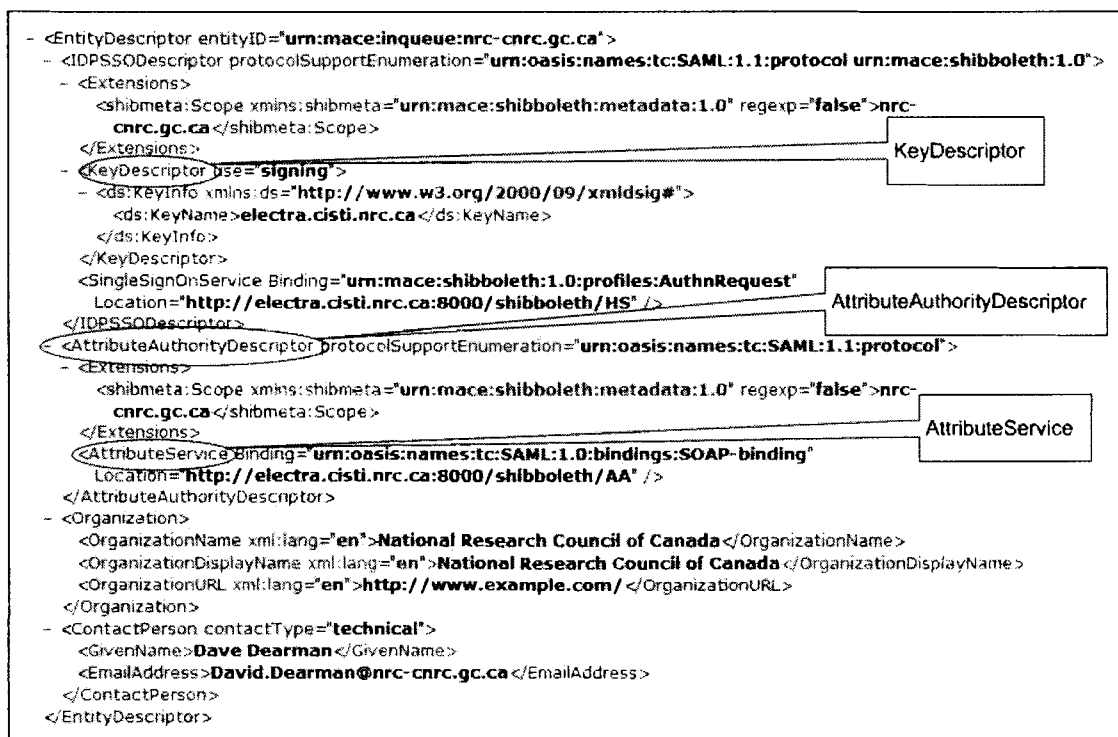 - <EntityDescriptor entityID="urn:mace:inqueue:nrc-cnrc.gc.ca">
- <IDPSSODescriptor protocolSupportEnumeration="urn:oasis:names:tc:SAML:1.1:protocol urn:mace:shibboleth:1.0">
- <Extensions>
<shibmeta:Scope xmlns:shibmeta="urn:mace:shibboleth:metadata:1.0" regexp="false">nrc-
cnrc.gc.ca</shibmeta:Scope>
</Extensions>
KeyDescriptor
- <KeyDescriptor use="signing">
- <ds:KeyInfo xmlns:ds="http://www.w3.org/2000/09/xmldsig#">
<ds:KeyName>electra.cisti.nrc.ca</ds:KeyName>
</ds:KeyInfo>
</KeyDescriptor>
<SingleSignOnService Binding="urn:mace:shibboleth:1.0:profiles:AuthnRequest"
Location="http://electra.cisti.nrc.ca:8000/shibboleth/HS" />
AttributeAuthorityDescriptor
</IDPSSODescriptor>
- <AttributeAuthorityDescriptor protocolSupportEnumeration="urn:oasis:names:tc:SAML:1.1:protocol">
- <Extensions>
<shibmeta:Scope xmlns:shibmeta="urn:mace:shibboleth:metadata:1.0" regexp="false">nrc-
cnrc.gc.ca</shibmeta:Scope>
</Extensions>
AttributeService
<AttributeService Binding="urn:oasis:names:tc:SAML:1.0:bindings:SOAP-binding"
Location="http://electra.cisti.nrc.ca:8000/shibboleth/AA" />
</AttributeAuthorityDescriptor>
- <Organization>
<OrganizationName xml:lang="en">National Research Council of Canada</OrganizationName>
<OrganizationDisplayName xml:lang="en">National Research Council of Canada</OrganizationDisplayName>
<OrganizationURL xml:lang="en">http://www.example.com/</OrganizationURL>
</Organization>
- <ContactPerson contactType="technical">
<GivenName>Dave Dearman</GivenName>
<EmailAddress>David.Dearman@nrc-cnrc.gc.ca</EmailAddress>
</ContactPerson>
</EntityDescriptor>